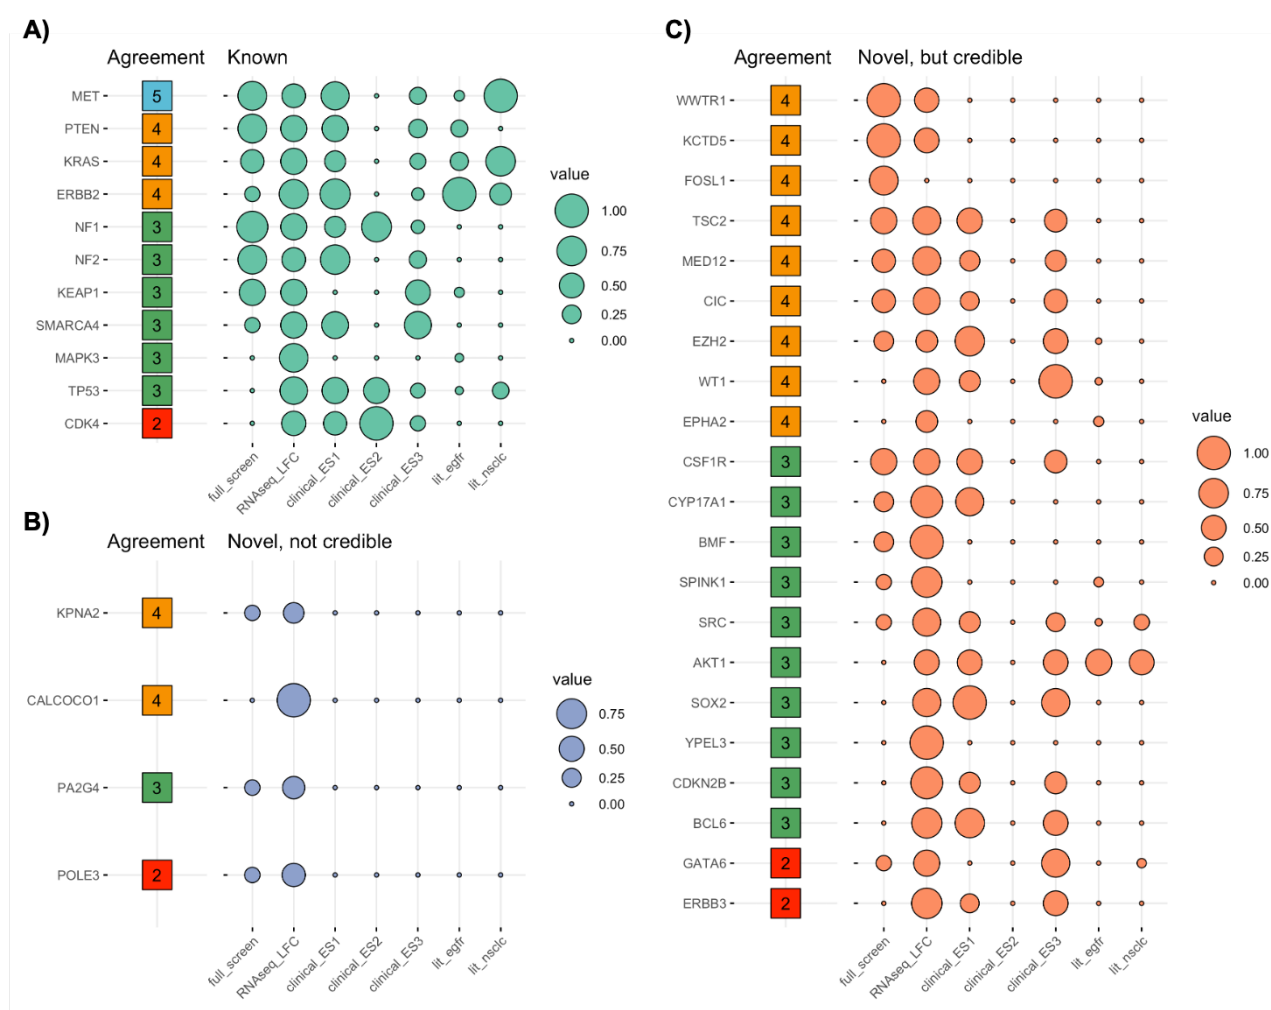 A)
Agreement Known
MET 5
PTEN 4
KRAS 4
ERBB2 4
NF1 3
NF2 3
KEAP1 3
SMARCA4 3
MAPK3 3
TP53 3
CDK4 2
full_screen
RNAseq_LFC
clinical_ES1
clinical_ES2
clinical_ES3
lit_egfr
lit_nsclc
value
1.00
0.75
0.50
0.25
0.00
B)
Agreement Novel, not credible
KPNA2 4
CALCOCO1 4
PA2G4 3
POLE3 2
full_screen
RNAseq_LFC
clinical_ES1
clinical_ES2
clinical_ES3
lit_egfr
lit_nsclc
value
0.75
0.50
0.25
0.00
C)
Agreement Novel, but credible
WWTR1 4
KCTD5 4
FOSL1 4
TSC2 4
MED12 4
CIC 4
EZH2 4
WT1 4
EPHA2 4
CSF1R 3
CYP17A1 3
BMF 3
SPINK1 3
SRC 3
AKT1 3
SOX2 3
YPEL3 3
CDKN2B 3
BCL6 3
GATA6 2
ERBB3 2
full_screen
RNAseq_LFC
clinical_ES1
clinical_ES2
clinical_ES3
lit_egfr
lit_nsclc
value
1.00
0.75
0.50
0.25
0.00